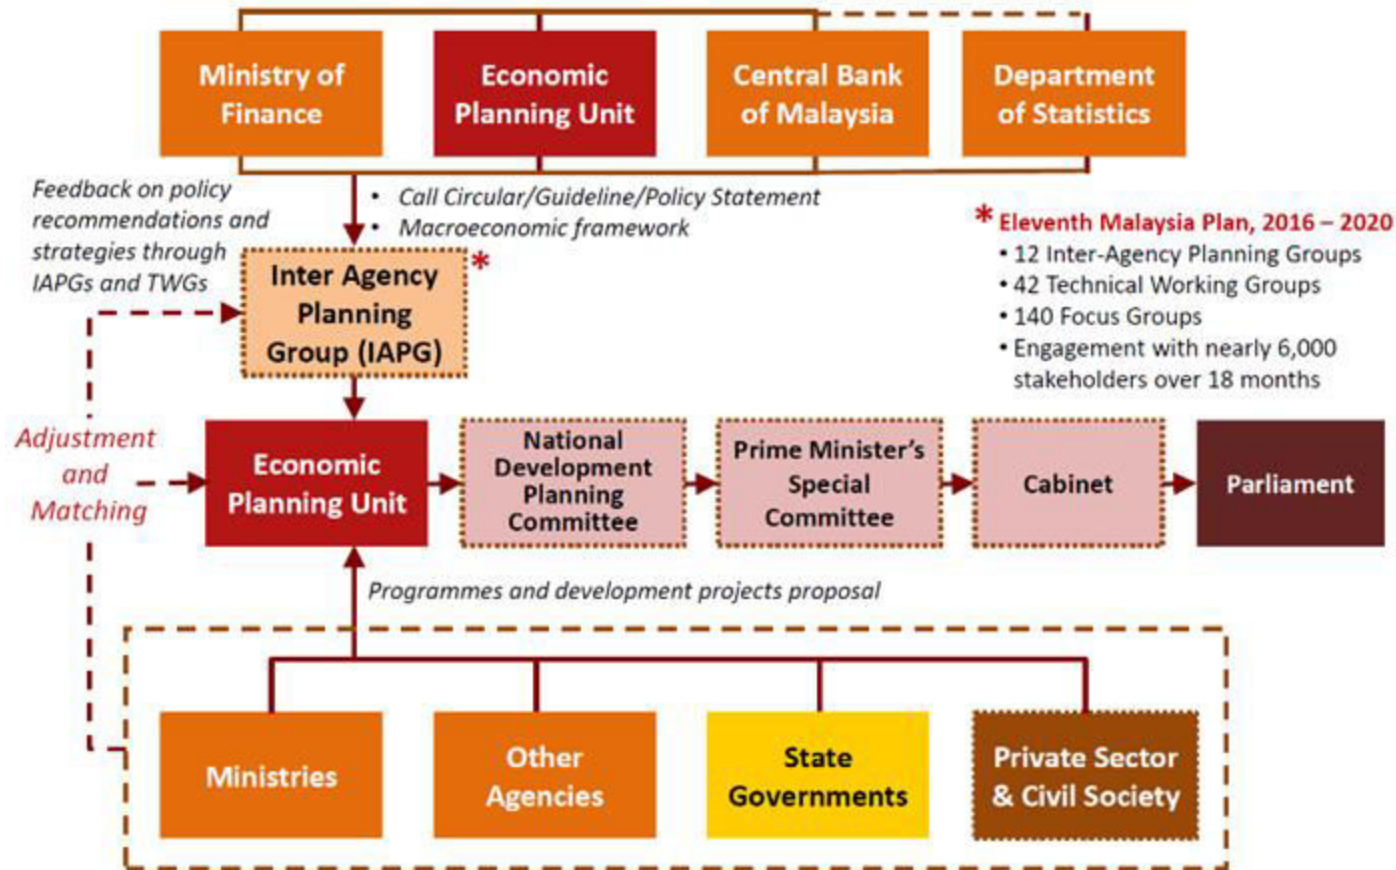 Ministry of
Finance
Economic
Planning Unit
Central Bank
of Malaysia
Department
of Statistics
Feedback on policy
recommendations and
strategies through
IAPGs and TWGs
• Call Circular/Guideline/Policy Statement
• Macroeconomic framework
* Eleventh Malaysia Plan, 2016 – 2020
• 12 Inter-Agency Planning Groups
• 42 Technical Working Groups
• 140 Focus Groups
• Engagement with nearly 6,000
stakeholders over 18 months
Inter Agency
Planning
Group (IAPG)
*
Adjustment
and
Matching
Economic
Planning Unit
National
Development
Planning
Committee
Prime Minister’s
Special
Committee
Cabinet
Parliament
Programmes and development projects proposal
Ministries
Other
Agencies
State
Governments
Private Sector
& Civil Society